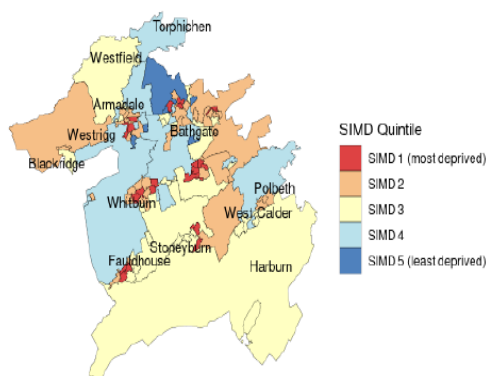 Torphichen
Westfield
Armadale
Westrigg
Bathgate
Blackridge
Polbeth
Whitburn
West Calder
Stoneyburn
Fauldhouse
Harburn
SIMD Quintile
SIMD 1 (most deprived)
SIMD 2
SIMD 3
SIMD 4
SIMD 5 (least deprived)